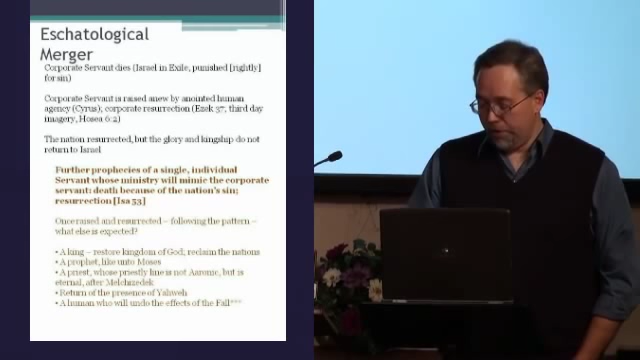 Eschatological
Merger
Corporate Servant dies (Israel in Exile, punished [rightly]
for sin)
Corporate Servant is raised anew by anointed human
agency (Cyrus); corporate resurrection (Ezek 37, third day
imagery, Hosea 6:2)
The nation resurrected, but the glory and kingship do not
return to Israel
Further prophecies of a single, individual
Servant whose ministry will mimic the corporate
servant: death because of the nation's sin;
resurrection [Isa 53]
Once raised and resurrected – following the pattern –
what else is expected?
• A king – restore kingdom of God; reclaim the nations
• A prophet, like unto Moses
• A priest, whose priestly line is not Aaronic, but is
eternal, after Melchizedek
• Return of the presence of Yahweh
• A human who will undo the effects of the Fall***